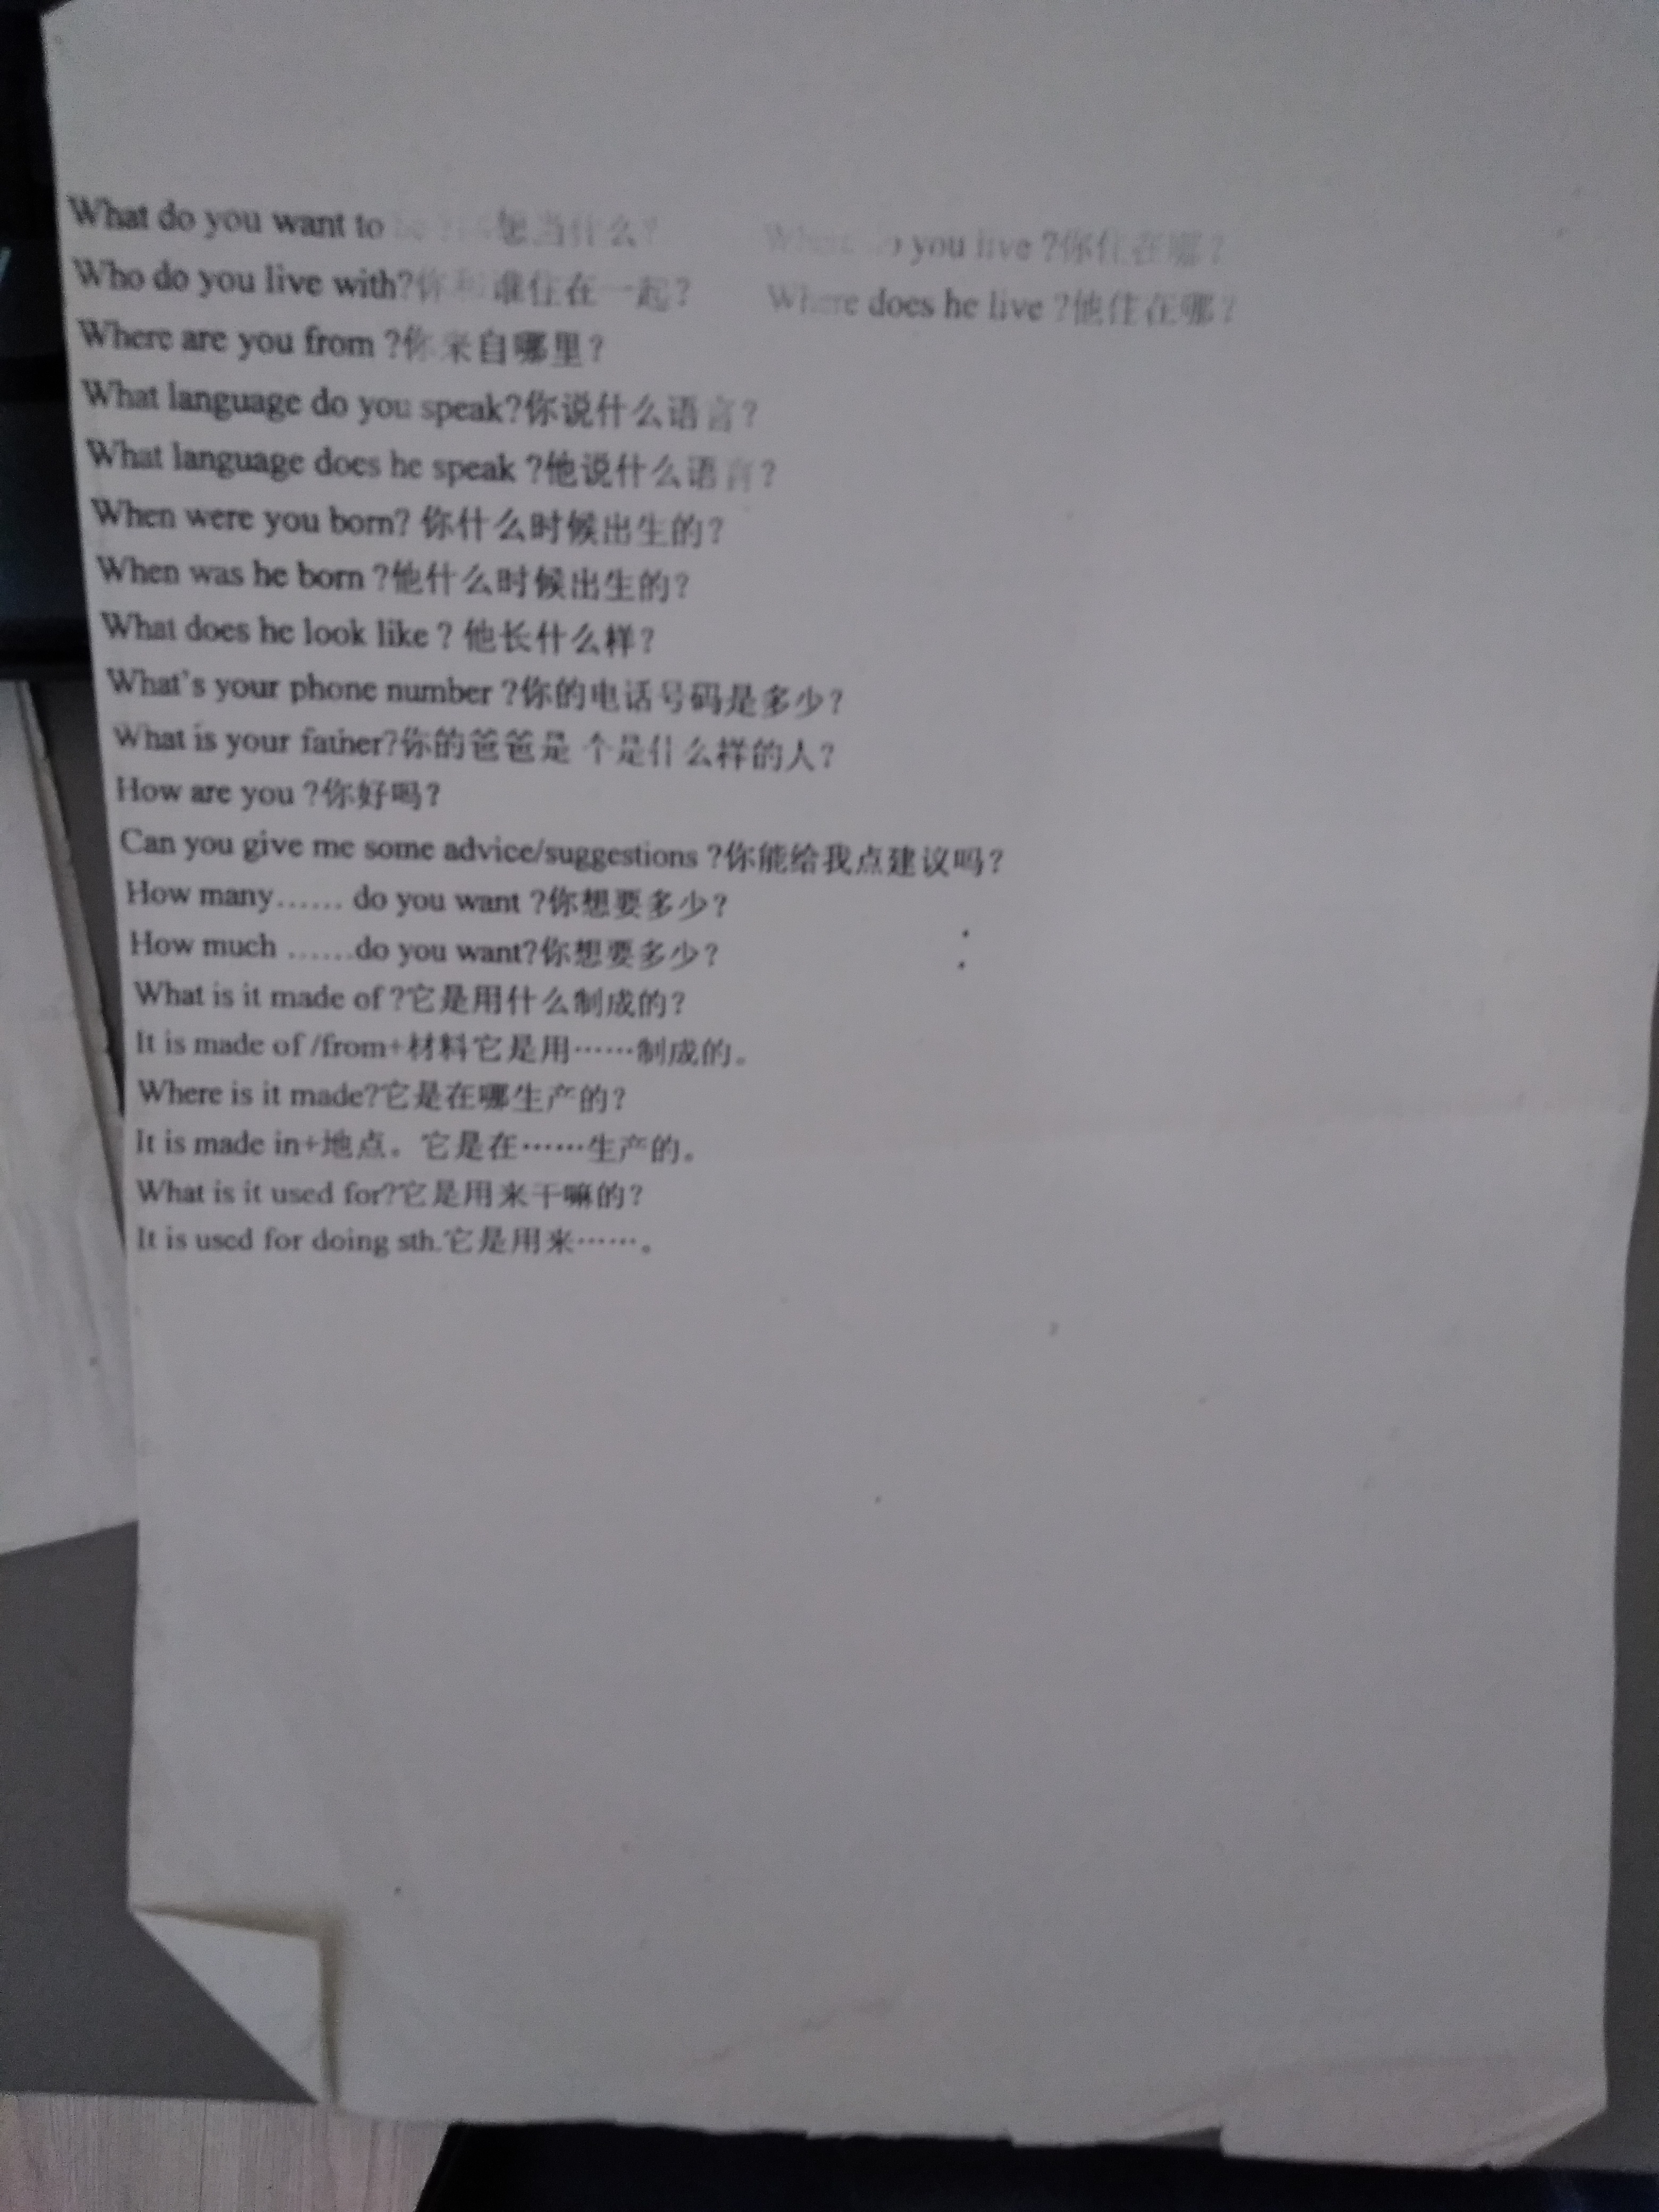 What do you want to 想当什么？ you live ?你住在哪？
Who do you live with?你和谁住在一起？ Where does he live ?他住在哪？
Where are you from ?你来自哪里？
What language do you speak?你说什么语言？
What language does he speak ?他说什么语言？
When were you born? 你什么时候出生的？
When was he born ?他什么时候出生的？
What does he look like ? 他长什么样？
What's your phone number ?你的电话号码是多少？
What is your father?你的爸爸是 个是什么样的人？
How are you ?你好吗？
Can you give me some advice/suggestions ?你能给我点建议吗？
How many…… do you want ?你想要多少？
How much ……do you want?你想要多少？
What is it made of ?它是用什么制成的？
It is made of /from+材料它是用……制成的。
Where is it made?它是在哪生产的？
It is made in+地点。它是在……生产的。
What is it used for?它是用来干嘛的？
It is used for doing sth.它是用来……。